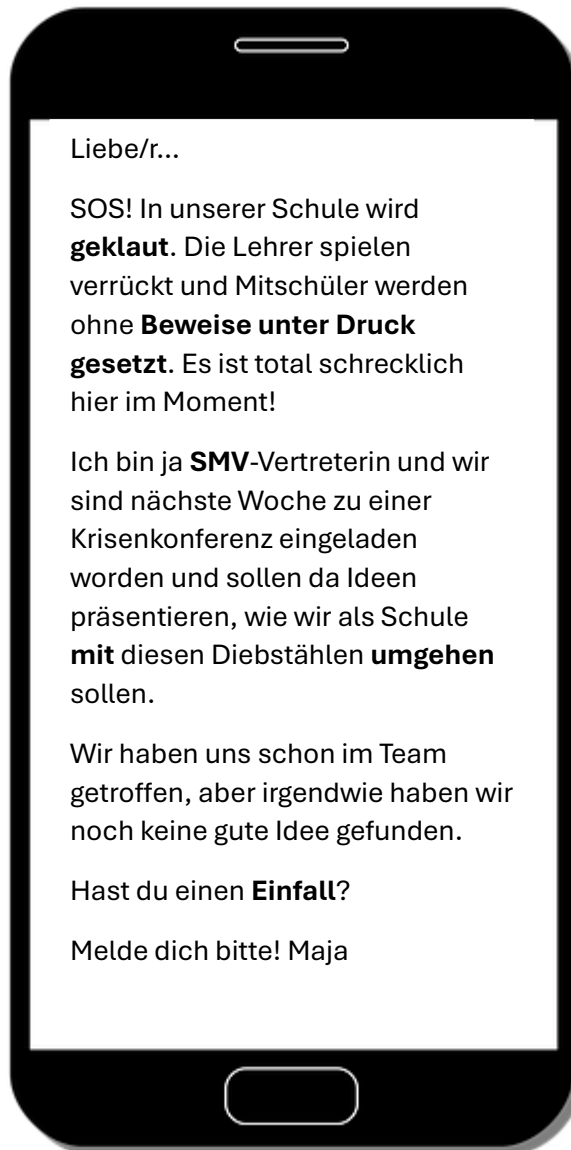 Liebe/r...
SOS! In unserer Schule wird
geklaut. Die Lehrer spielen
verrückt und Mitschüler werden
ohne Beweise unter Druck
gesetzt. Es ist total schrecklich
hier im Moment!
Ich bin ja SMV-Vertreterin und wir
sind nächste Woche zu einer
Krisenkonferenz eingeladen
worden und sollen da Ideen
präsentieren, wie wir als Schule
mit diesen Diebstählen umgehen
sollen.
Wir haben uns schon im Team
getroffen, aber irgendwie haben wir
noch keine gute Idee gefunden.
Hast du einen Einfall?
Melde dich bitte! Maja